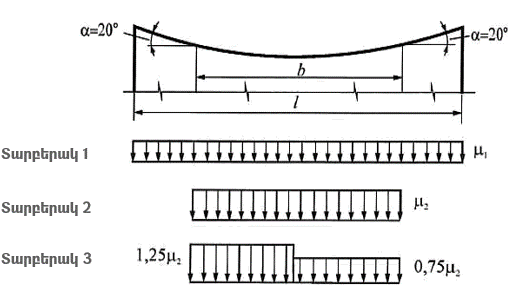 α=20° α=20°
b
l
Տարբերակ 1 μ₁
Տարբերակ 2 μ₂
Տարբերակ 3 1,25μ₂ 0,75μ₂